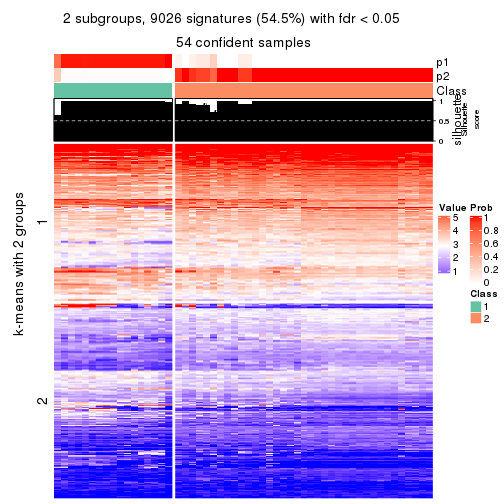 2 subgroups, 9026 signatures (54.5%) with fdr < 0.05
54 confident samples
p1
p2
Class
1
0.5
0
silhouette
Silhouette
score
k-means with 2 groups
1
2
Value
5
4
3
2
1
Prob
1
0.8
0.6
0.4
0.2
0
Class
1
2